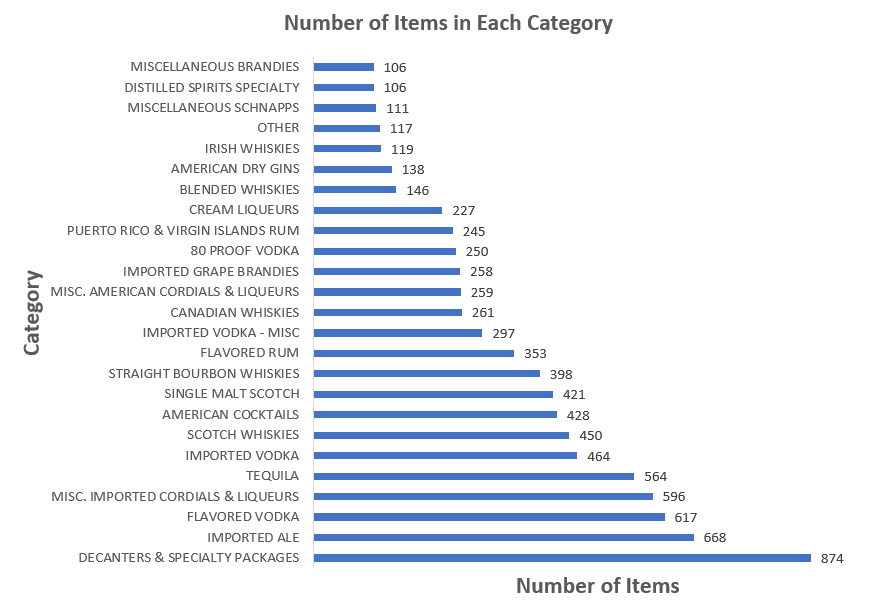 Number of Items in Each Category
Category
MISCELLANEOUS BRANDIES 106
DISTILLED SPIRITS SPECIALTY 106
MISCELLANEOUS SCHNAPPS 111
OTHER 117
IRISH WHISKIES 119
AMERICAN DRY GINS 138
BLENDED WHISKIES 146
CREAM LIQUEURS 227
PUERTO RICO & VIRGIN ISLANDS RUM 245
80 PROOF VODKA 250
IMPORTED GRAPE BRANDIES 258
MISC. AMERICAN CORDIALS & LIQUEURS 259
CANADIAN WHISKIES 261
IMPORTED VODKA - MISC 297
FLAVORED RUM 353
STRAIGHT BOURBON WHISKIES 398
SINGLE MALT SCOTCH 421
AMERICAN COCKTAILS 428
SCOTCH WHISKIES 450
IMPORTED VODKA 464
TEQUILA 564
MISC. IMPORTED CORDIALS & LIQUEURS 596
FLAVORED VODKA 617
IMPORTED ALE 668
DECANTERS & SPECIALTY PACKAGES 874
Number of Items